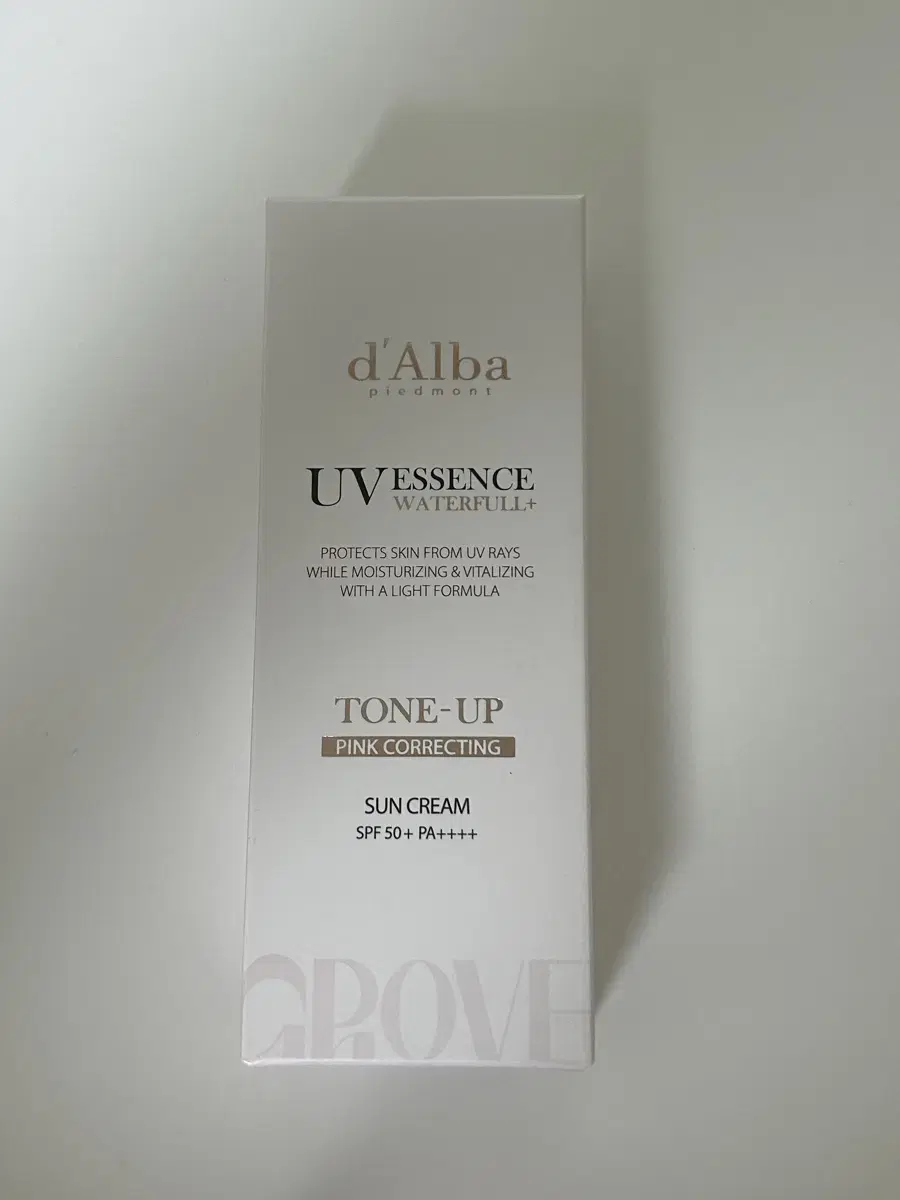 d'Alba
piedmont
UV ESSENCE
WATERFULL+
PROTECTS SKIN FROM UV RAYS
WHILE MOISTURIZING & VITALIZING
WITH A LIGHT FORMULA
TONE-UP
PINK CORRECTING
SUN CREAM
SPF 50+ PA++++
GROVE